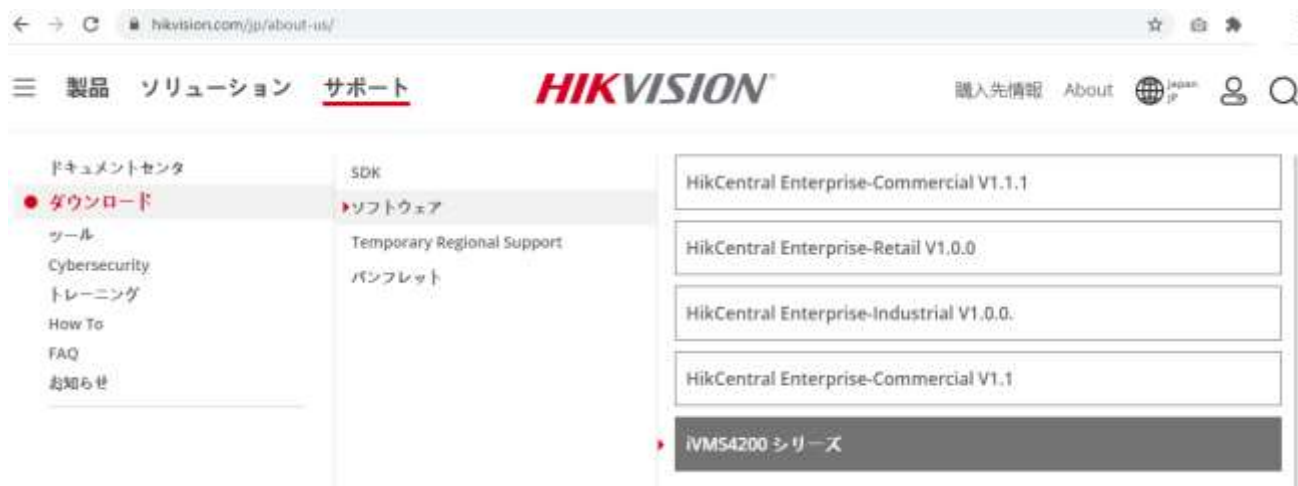 hikvision.com/jp/about-us/
製品 ソリューション サポート HIKVISION 購入先情報 About Japan JP
ドキュメントセンタ
ダウンロード
ツール
Cybersecurity
トレーニング
How To
FAQ
お知らせ
SDK
ソフトウェア
Temporary Regional Support
パンフレット
HikCentral Enterprise-Commercial V1.1.1
HikCentral Enterprise-Retail V1.0.0
HikCentral Enterprise-Industrial V1.0.0.
HikCentral Enterprise-Commercial V1.1
iVMS4200 シリーズ